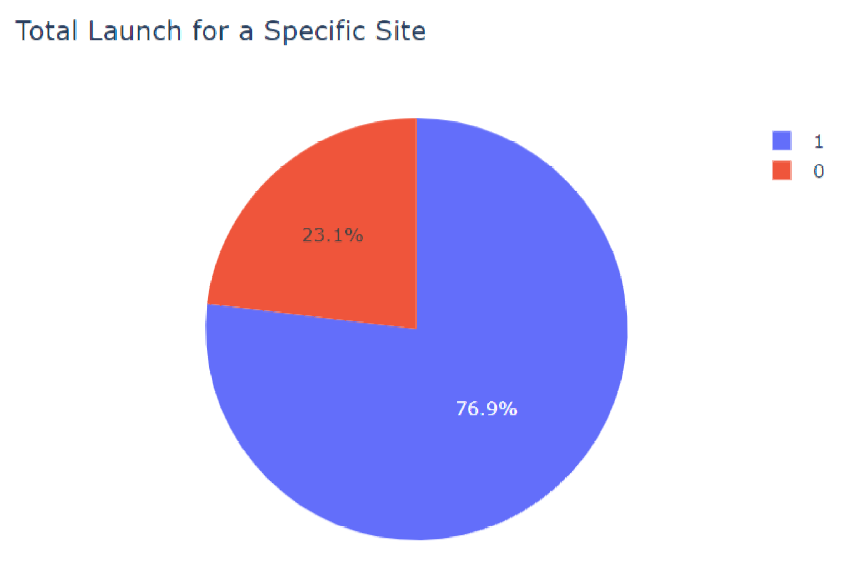 Total Launch for a Specific Site
1
0
23.1%
76.9%